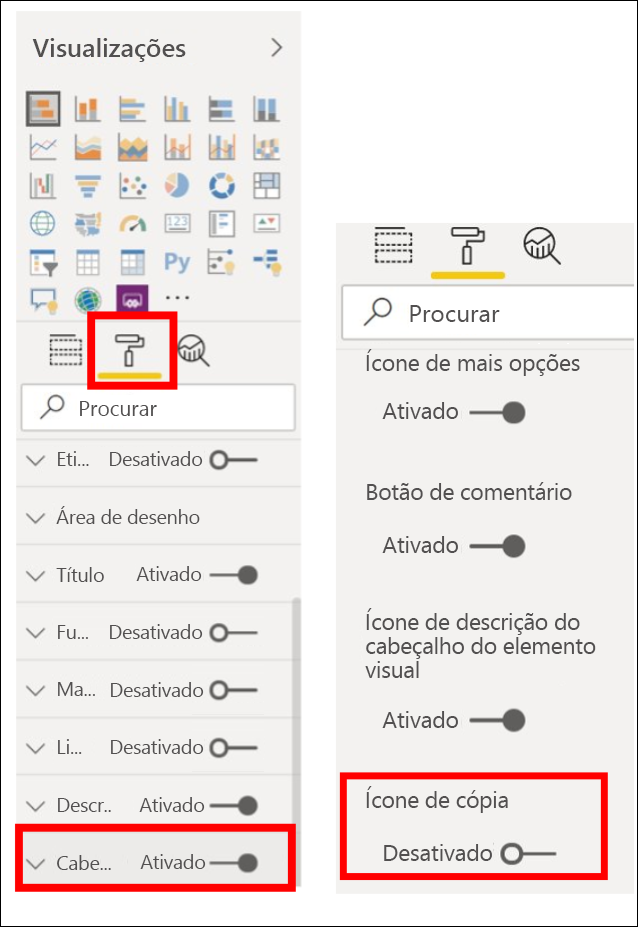 Visualizações
123
Py
Procurar
Eti... Desativado
Área de desenho
Título Ativado
Fu... Desativado
Ma... Desativado
Li... Desativado
Descr.. Ativado
Cabe... Ativado
Procurar
Ícone de mais opções
Ativado
Botão de comentário
Ativado
Ícone de descrição do
cabeçalho do elemento
visual
Ativado
Ícone de cópia
Desativado